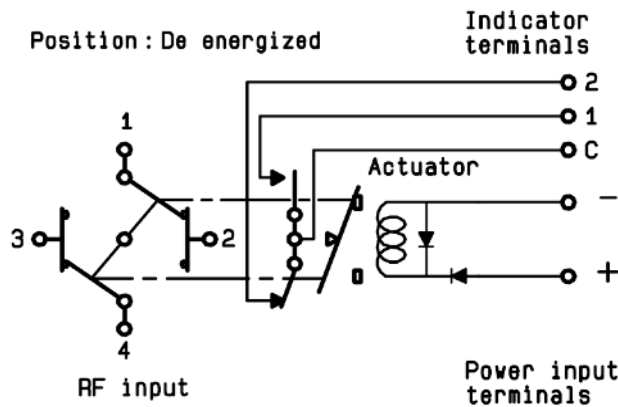 Position : De energized
Indicator
terminals
2
1
C
1
Actuator
-
3
2
+
4
RF input
Power input
terminals